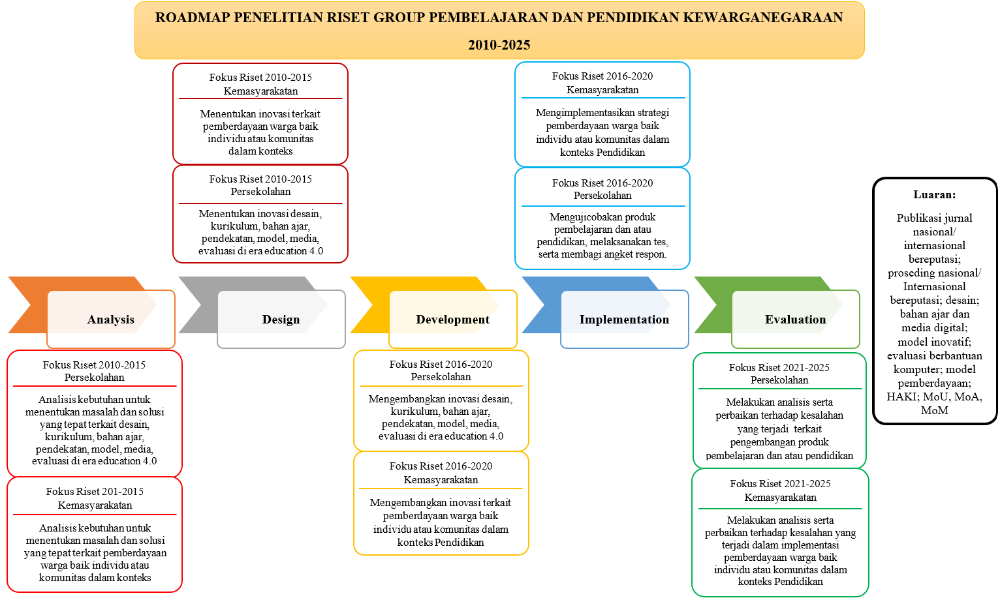 ROADMAP PENELITIAN RISET GROUP PEMBELAJARAN DAN PENDIDIKAN KEWARGANEGARAAN
2010-2025
Fokus Riset 2010-2015
Kemasyarakatan
Menentukan inovasi terkait
pemberdayaan warga baik
individu atau komunitas
dalam konteks
Fokus Riset 2010-2015
Persekolahan
Menentukan inovasi desain,
kurikulum, bahan ajar,
pendekatan, model, media,
evaluasi di era education 4.0
Fokus Riset 2016-2020
Kemasyarakatan
Mengimplementasikan strategi
pemberdayaan warga baik
individu atau komunitas dalam
konteks Pendidikan
Fokus Riset 2016-2020
Persekolahan
Mengujicobakan produk
pembelajaran dan atau
pendidikan, melaksanakan tes,
serta membagi angket respon.
Analysis
Design
Development
Implementation
Evaluation
Fokus Riset 2010-2015
Persekolahan
Analisis kebutuhan untuk
menentukan masalah dan solusi
yang tepat terkait desain,
kurikulum, bahan ajar,
pendekatan, model, media,
evaluasi di era education 4.0
Fokus Riset 201-2015
Kemasyarakatan
Analisis kebutuhan untuk
menentukan masalah dan solusi
yang tepat terkait pemberdayaan
warga baik individu atau
komunitas dalam konteks
Fokus Riset 2016-2020
Persekolahan
Mengembangkan inovasi desain,
kurikulum, bahan ajar,
pendekatan, model, media,
evaluasi di era education 4.0
Fokus Riset 2016-2020
Kemasyarakatan
Mengembangkan inovasi terkait
pemberdayaan warga baik
individu atau komunitas dalam
konteks Pendidikan
Fokus Riset 2021-2025
Persekolahan
Melakukan analisis serta
perbaikan terhadap kesalahan
yang terjadi  terkait
pengembangan produk
pembelajaran dan atau pendidikan
Fokus Riset 2021-2025
Kemasyarakatan
Melakukan analisis serta
perbaikan terhadap kesalahan yang
terjadi dalam implementasi
pemberdayaan warga baik
individu atau komunitas dalam
konteks Pendidikan
Luaran:
Publikasi jurnal
nasional/
internasional
bereputasi;
proseding nasional/
Internasional
bereputasi; desain;
bahan ajar dan
media digital;
model inovatif;
evaluasi berbantuan
komputer; model
pemberdayaan;
HAKI; MoU, MoA,
MoM